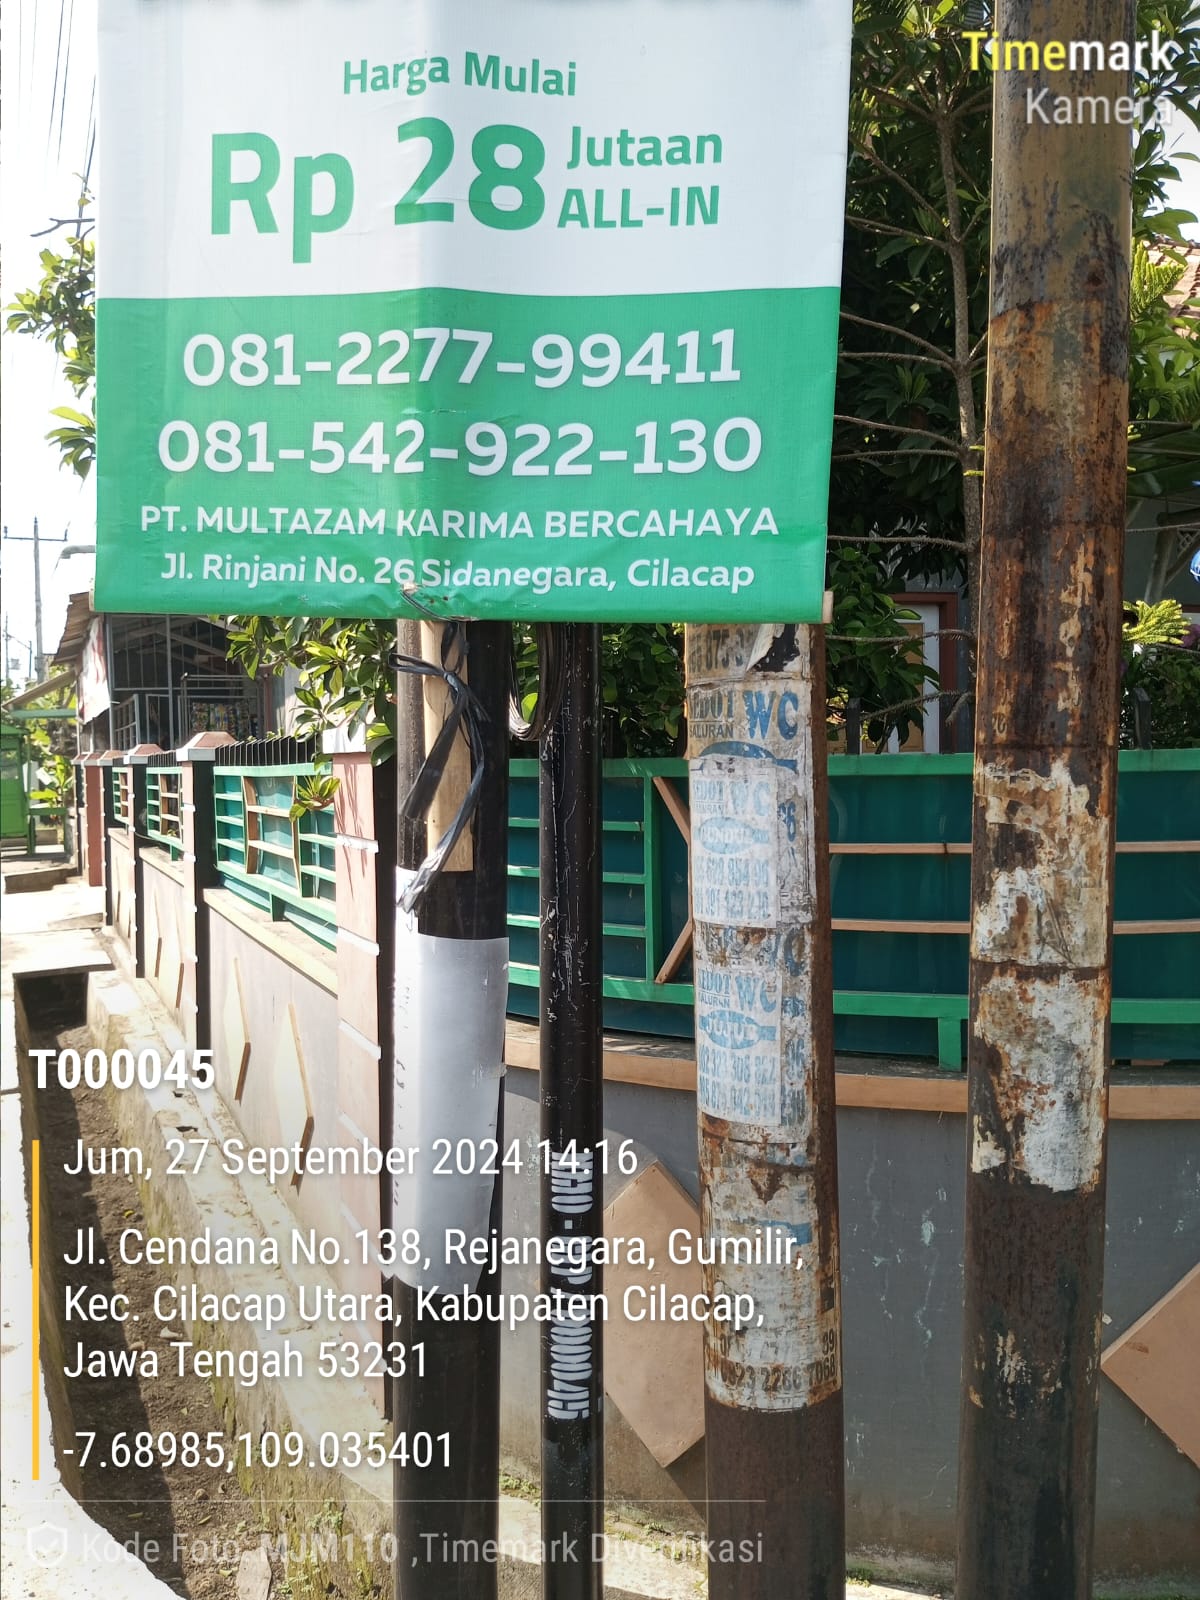 Timemark
Kamera
Harga Mulai
Rp 28 Jutaan
ALL-IN
081-2277-99411
081-542-922-130
PT. MULTAZAM KARIMA BERCAHAYA
Jl. Rinjani No. 26 Sidanegara, Cilacap
WC
SALURAN
WC
WC
SALURAN
T000045
Jum, 27 September 2024 14:16
Jl. Cendana No.138, Rejanegara, Gumilir,
Kec. Cilacap Utara, Kabupaten Cilacap,
Jawa Tengah 53231
-7.68985,109.035401
Kode Foto: MJM110 ,Timemark Diverifikasi